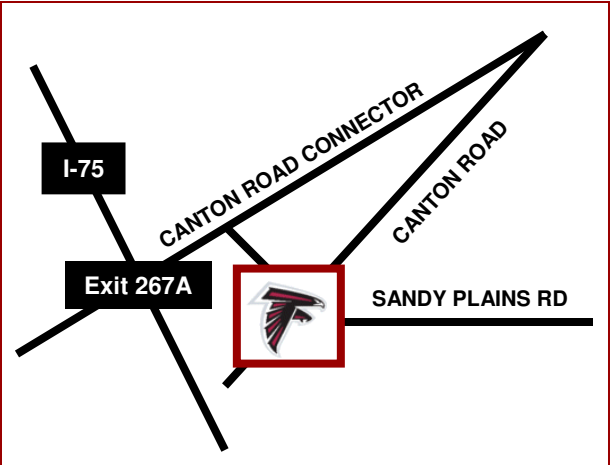 CANTON ROAD CONNECTOR
I-75
CANTON ROAD
Exit 267A
SANDY PLAINS RD